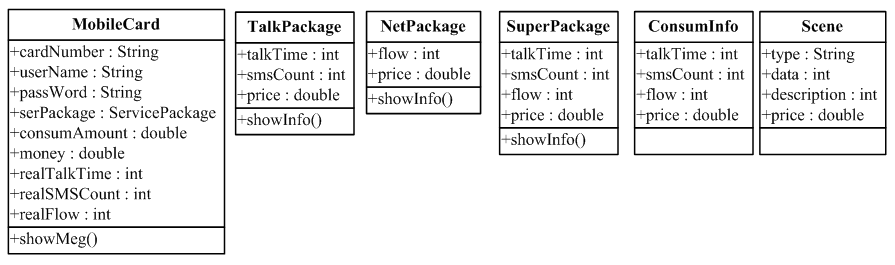 MobileCard
+cardNumber : String
+userName : String
+passWord : String
+serPackage : ServicePackage
+consumAmount : double
+money : double
+realTalkTime : int
+realSMSCount : int
+realFlow : int
+showMeg()
TalkPackage
+talkTime : int
+smsCount : int
+price : double
+showInfo()
NetPackage
+flow : int
+price : double
+showInfo()
SuperPackage
+talkTime : int
+smsCount : int
+flow : int
+price : double
+showInfo()
ConsumInfo
+talkTime : int
+smsCount : int
+flow : int
+price : double
Scene
+type : String
+data : int
+description : int
+price : double